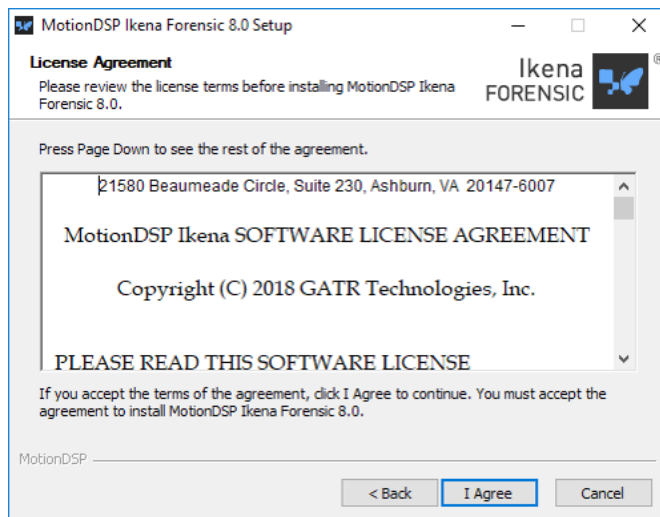 MotionDSP Ikena Forensic 8.0 Setup
License Agreement
Please review the license terms before installing MotionDSP Ikena
Forensic 8.0.
Ikena
FORENSIC
®
Press Page Down to see the rest of the agreement.
21580 Beaumeade Circle, Suite 230, Ashburn, VA 20147-6007
MotionDSP Ikena SOFTWARE LICENSE AGREEMENT
Copyright (C) 2018 GATR Technologies, Inc.
PLEASE READ THIS SOFTWARE LICENSE
If you accept the terms of the agreement, click I Agree to continue. You must accept the
agreement to install MotionDSP Ikena Forensic 8.0.
MotionDSP
< Back
I Agree
Cancel